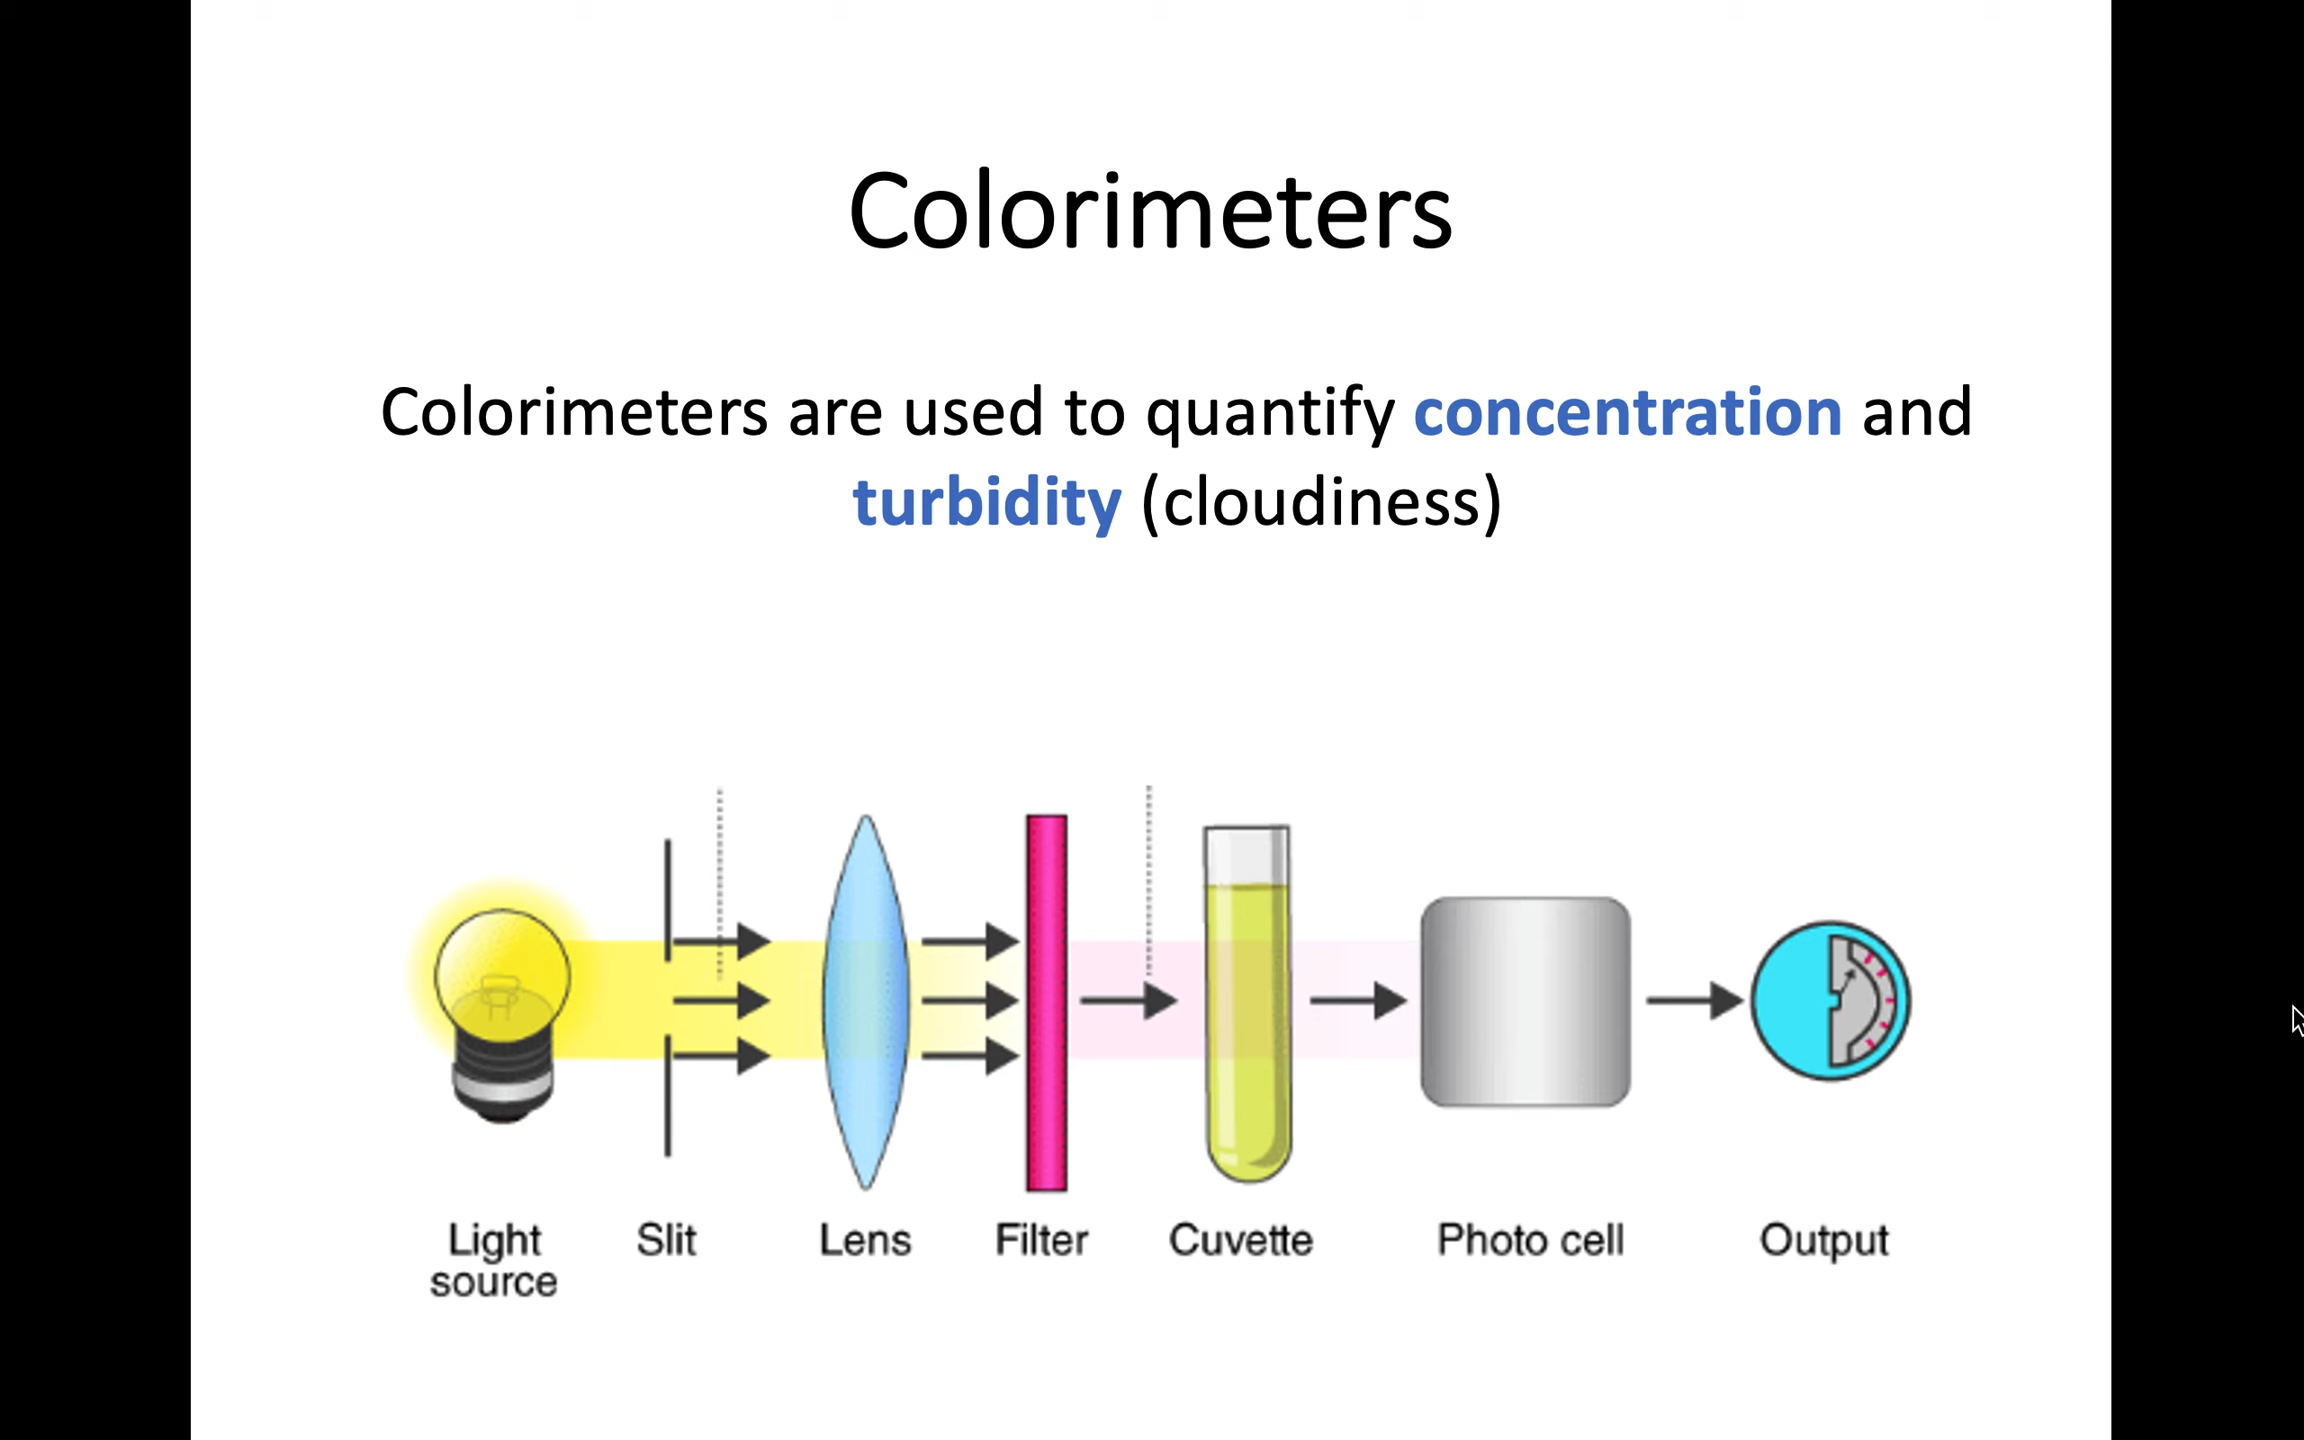 Colorimeters
Colorimeters are used to quantify concentration and
turbidity (cloudiness)
Light source
Slit
Lens
Filter
Cuvette
Photo cell
Output